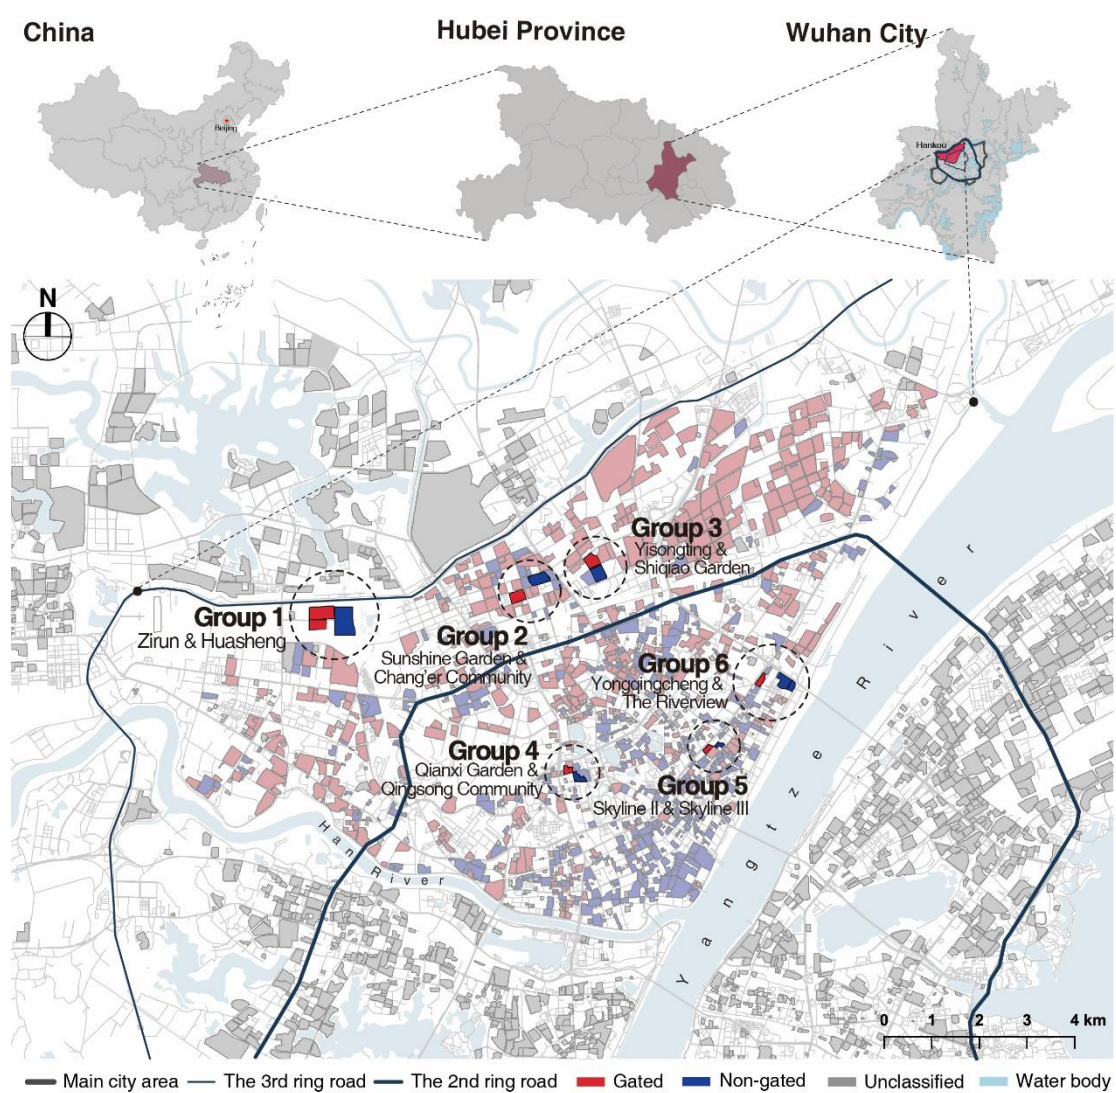 China
Hubei Province
Wuhan City
Beijing
Hankou
N
Group 3
Yisongting &
Shiqiao Garden
Group 1
Zirun & Huasheng
Group 2
Sunshine Garden &
Chang'er Community
Group 6
Yongqingcheng &
The Riverview
Group 4
Qianxi Garden &
Qingsong Community
Group 5
Skyline II & Skyline III
Han River
Yangtze River
0 1 2 3 4 km
Main city area The 3rd ring road The 2nd ring road Gated Non-gated Unclassified Water body